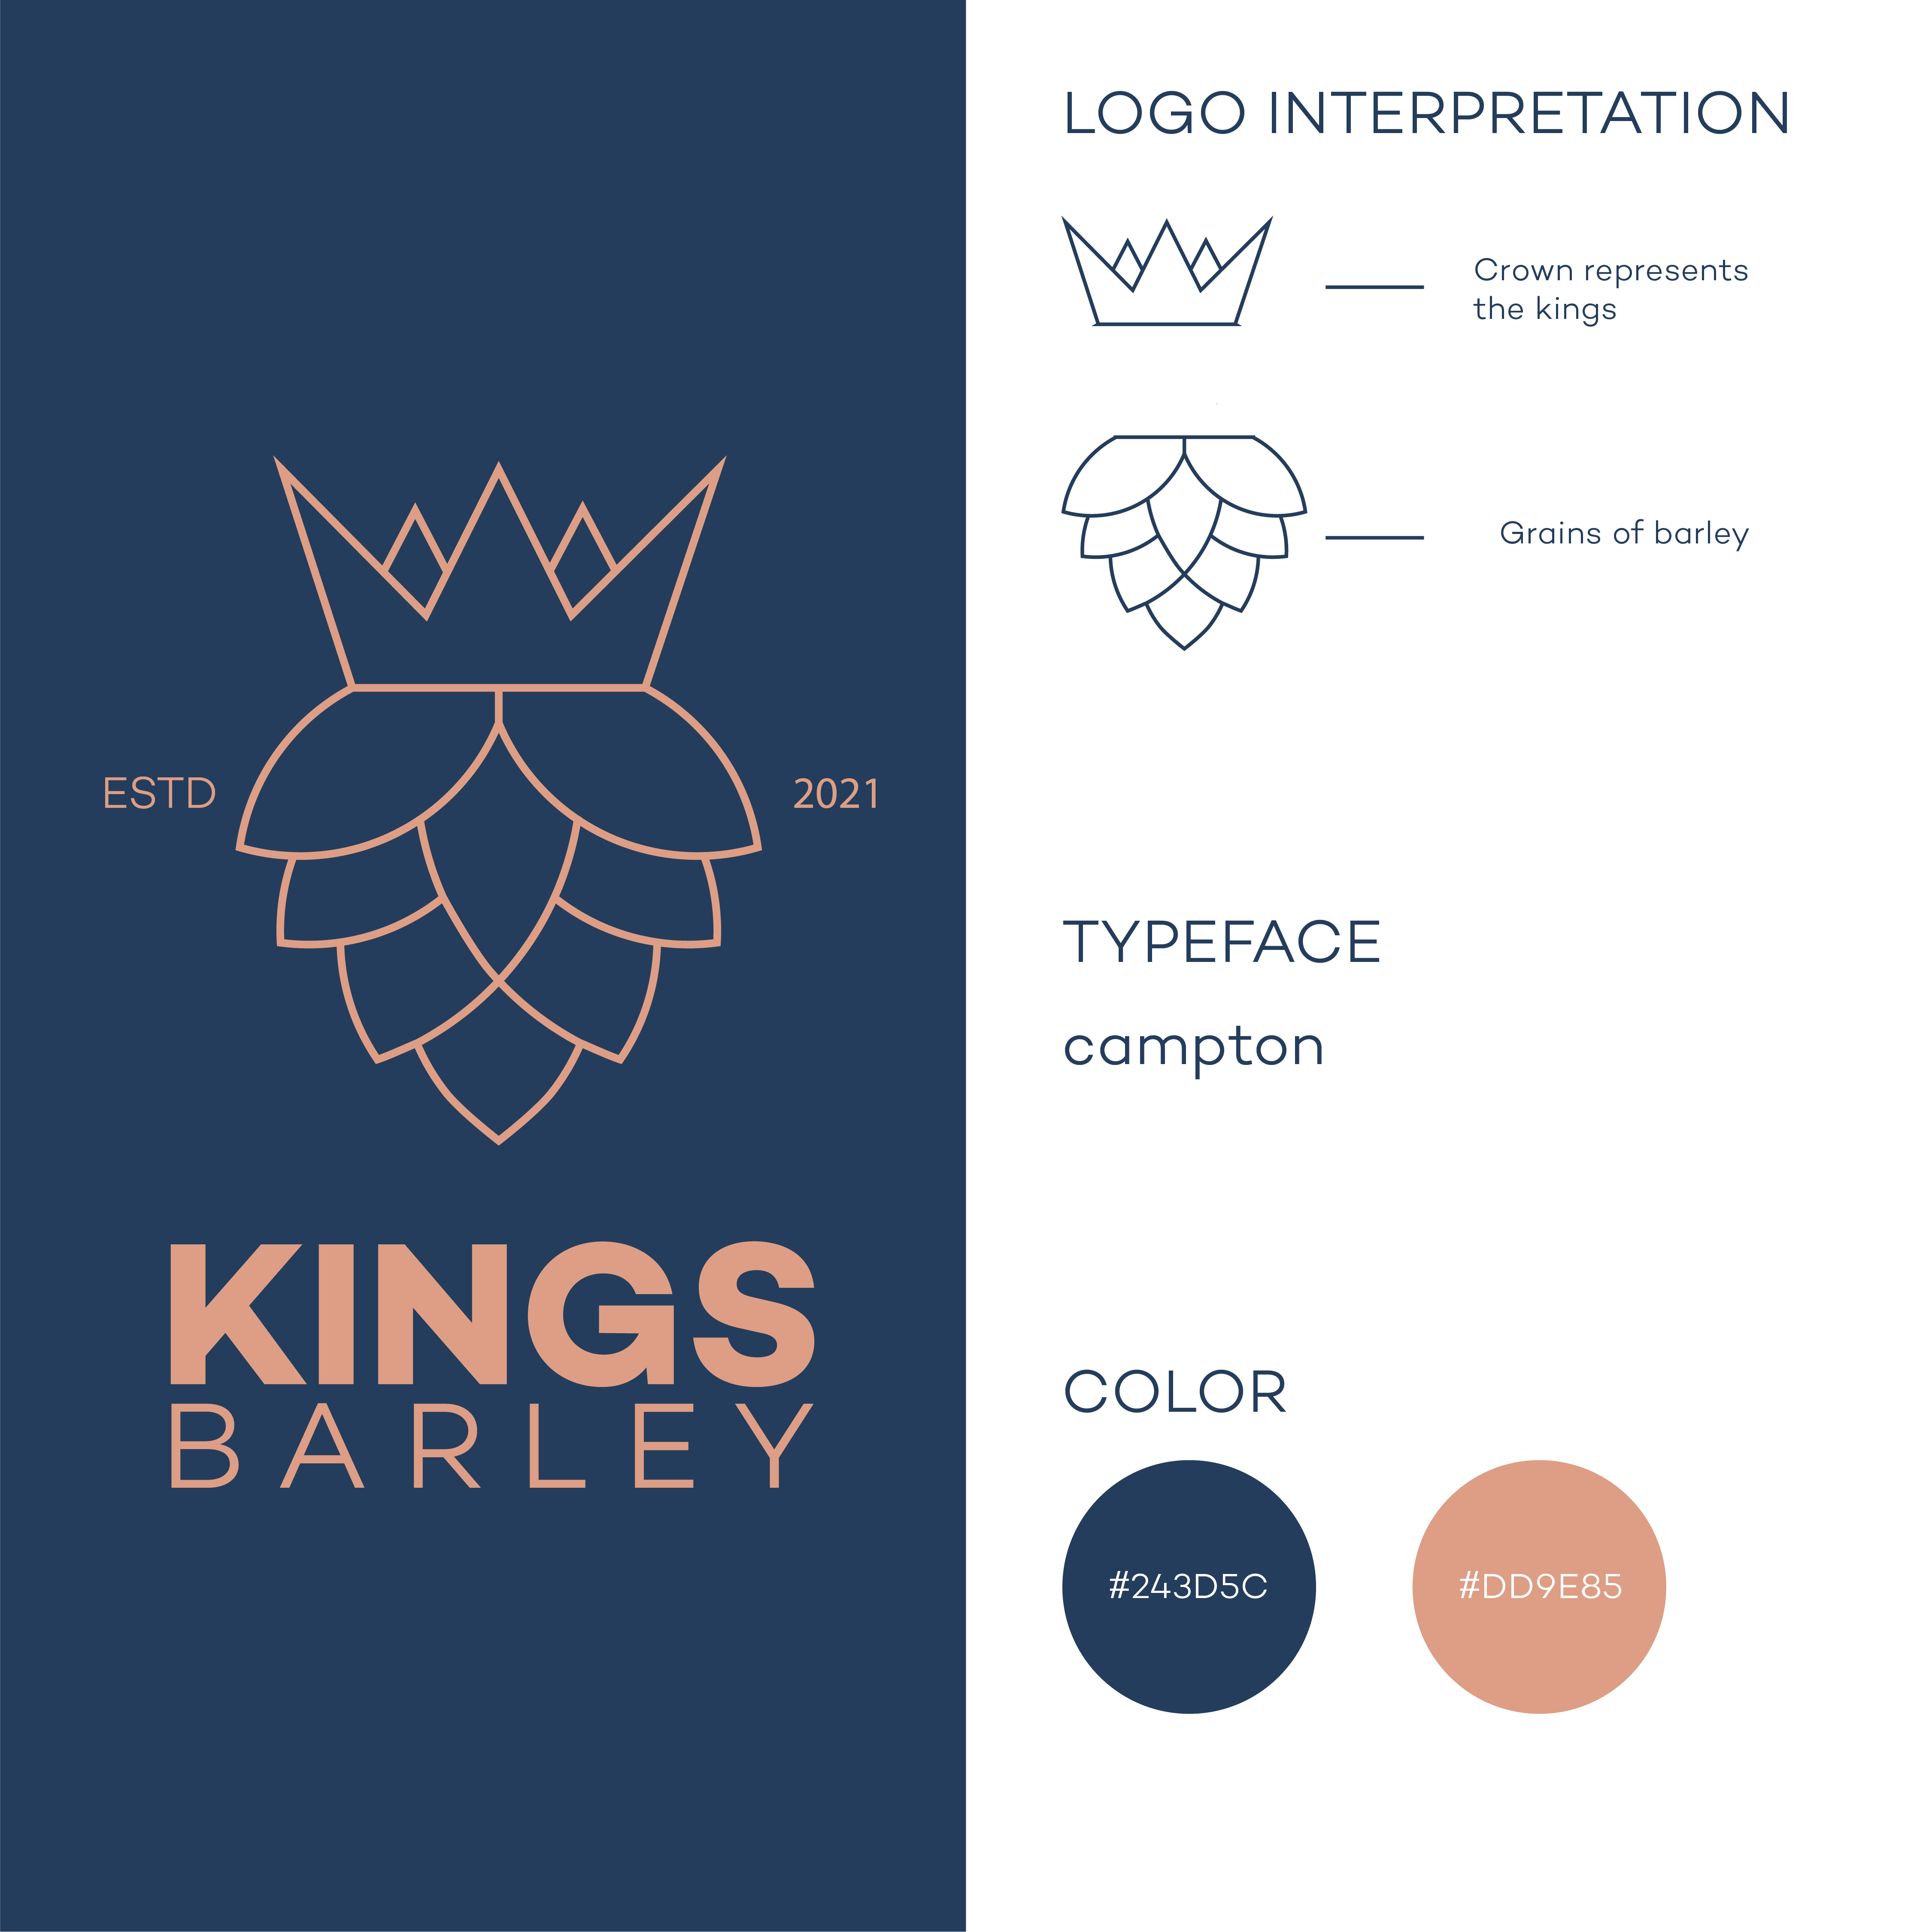 ESTD
2021
KINGS
BARLEY
LOGO INTERPRETATION
Crown represents
the kings
Grains of barley
TYPEFACE
campton
COLOR
#243D5C
#DD9E85